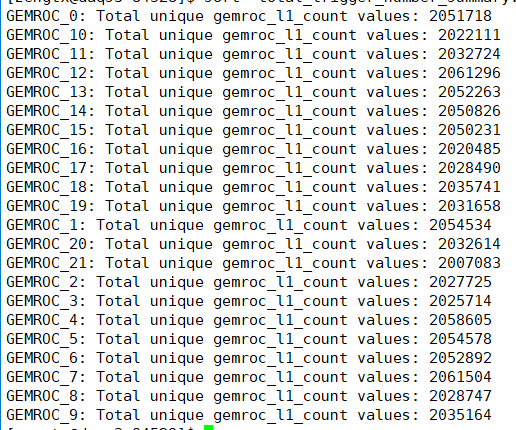 GEMROC_0: Total unique gemroc_l1_count values: 2051718
GEMROC_10: Total unique gemroc_l1_count values: 2022111
GEMROC_11: Total unique gemroc_l1_count values: 2032724
GEMROC_12: Total unique gemroc_l1_count values: 2061296
GEMROC_13: Total unique gemroc_l1_count values: 2052263
GEMROC_14: Total unique gemroc_l1_count values: 2050826
GEMROC_15: Total unique gemroc_l1_count values: 2050231
GEMROC_16: Total unique gemroc_l1_count values: 2020485
GEMROC_17: Total unique gemroc_l1_count values: 2028490
GEMROC_18: Total unique gemroc_l1_count values: 2035741
GEMROC_19: Total unique gemroc_l1_count values: 2031658
GEMROC_1: Total unique gemroc_l1_count values: 2054534
GEMROC_20: Total unique gemroc_l1_count values: 2032614
GEMROC_21: Total unique gemroc_l1_count values: 2007083
GEMROC_2: Total unique gemroc_l1_count values: 2027725
GEMROC_3: Total unique gemroc_l1_count values: 2025714
GEMROC_4: Total unique gemroc_l1_count values: 2058605
GEMROC_5: Total unique gemroc_l1_count values: 2054578
GEMROC_6: Total unique gemroc_l1_count values: 2052892
GEMROC_7: Total unique gemroc_l1_count values: 2061504
GEMROC_8: Total unique gemroc_l1_count values: 2028747
GEMROC_9: Total unique gemroc_l1_count values: 2035164